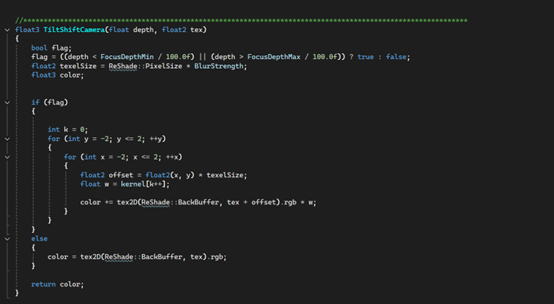 //************************************************************************************************************
float3 TiltShiftCamera(float depth, float2 tex)
{
bool flag;
flag = ((depth < FocusDepthMin / 100.0f) || (depth > FocusDepthMax / 100.0f)) ? true : false;
float2 texelSize = ReShade::PixelSize * BlurStrength;
float3 color;
if (flag)
{
int k = 0;
for (int y = -2; y <= 2; ++y)
{
for (int x = -2; x <= 2; ++x)
{
float2 offset = float2(x, y) * texelSize;
float w = kernel[k++];
color += tex2D(ReShade::BackBuffer, tex + offset).rgb * w;
}
}
}
else
{
color = tex2D(ReShade::BackBuffer, tex).rgb;
}
return color;
}